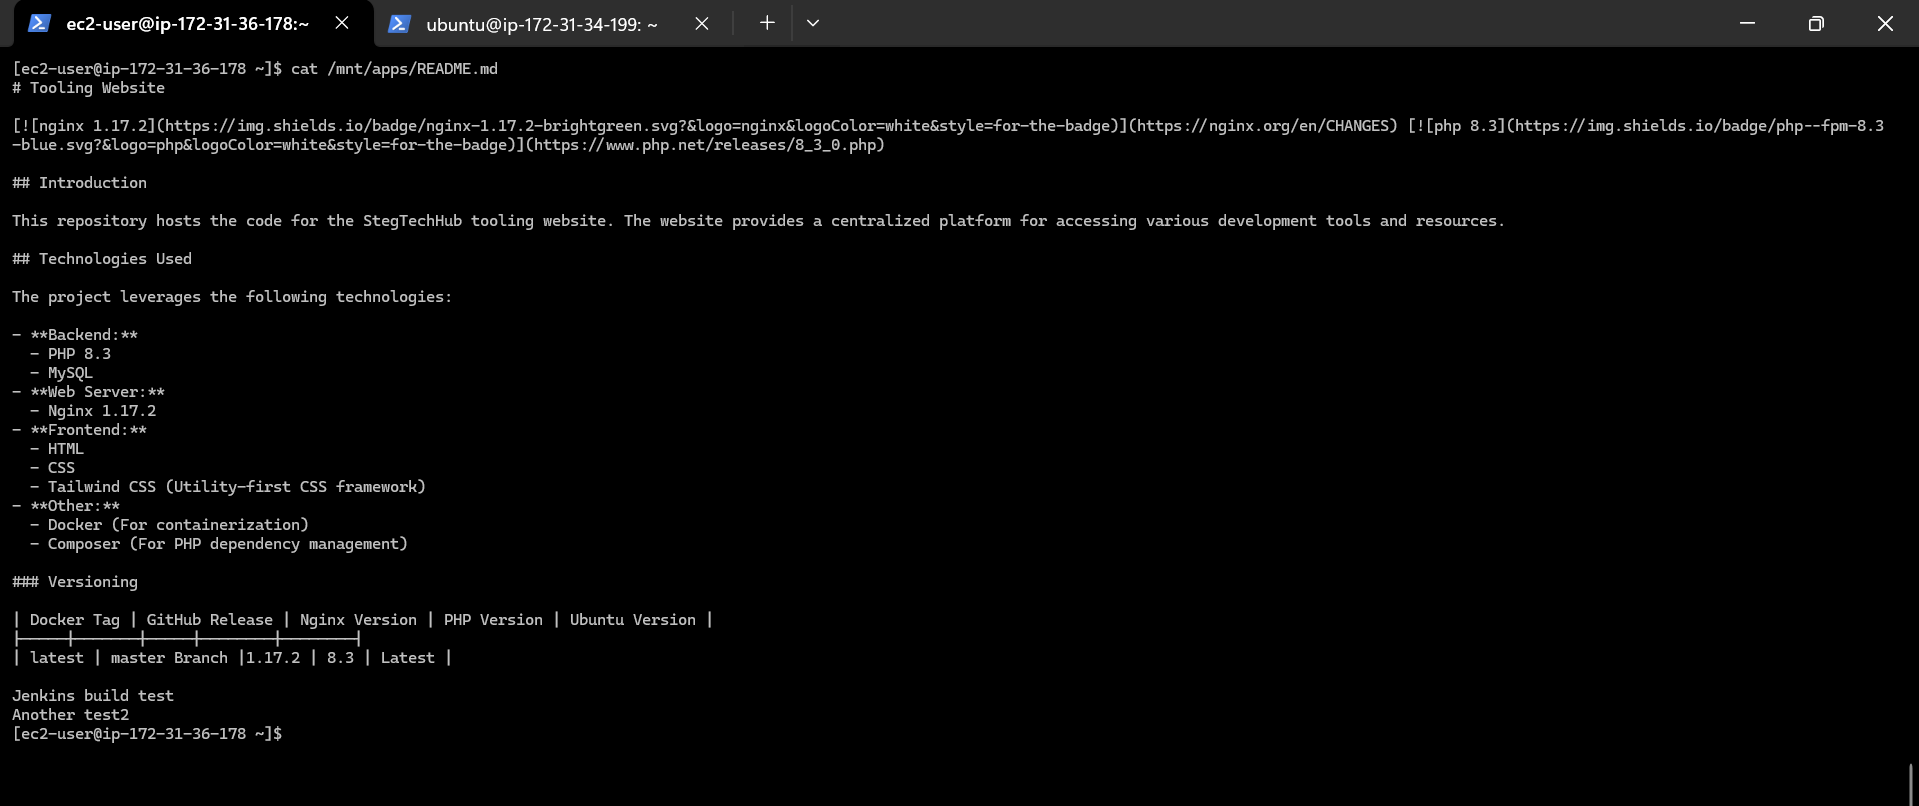 ec2-user@ip-172-31-36-178:~
ubuntu@ip-172-31-34-199: ~
[ec2-user@ip-172-31-36-178 ~]$ cat /mnt/apps/README.md
# Tooling Website
[![nginx 1.17.2](https://img.shields.io/badge/nginx-1.17.2-brightgreen.svg?&logo=nginx&logoColor=white&style=for-the-badge)](https://nginx.org/en/CHANGES) [![php 8.3](https://img.shields.io/badge/php--fpm-8.3
-blue.svg?&logo=php&logoColor=white&style=for-the-badge)](https://www.php.net/releases/8_3_0.php)
## Introduction
This repository hosts the code for the StegTechHub tooling website. The website provides a centralized platform for accessing various development tools and resources.
## Technologies Used
The project leverages the following technologies:
- **Backend:**
  - PHP 8.3
  - MySQL
- **Web Server:**
  - Nginx 1.17.2
- **Frontend:**
  - HTML
  - CSS
  - Tailwind CSS (Utility-first CSS framework)
- **Other:**
  - Docker (For containerization)
  - Composer (For PHP dependency management)
### Versioning
| Docker Tag | GitHub Release | Nginx Version | PHP Version | Ubuntu Version |
|-----|-------|-----|--------|--------|
| latest | master Branch |1.17.2 | 8.3 | Latest |
Jenkins build test
Another test2
[ec2-user@ip-172-31-36-178 ~]$